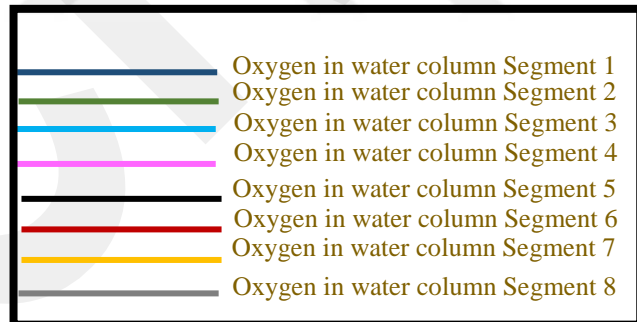 Oxygen in water column Segment 1
Oxygen in water column Segment 2
Oxygen in water column Segment 3
Oxygen in water column Segment 4
Oxygen in water column Segment 5
Oxygen in water column Segment 6
Oxygen in water column Segment 7
Oxygen in water column Segment 8